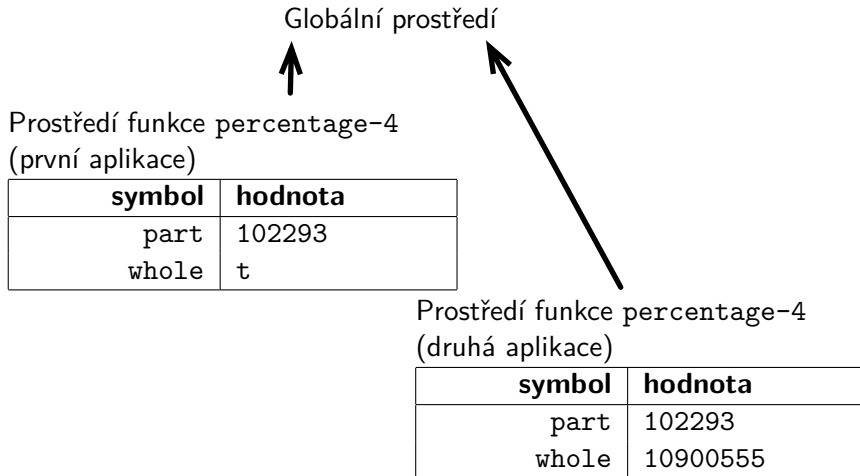 Globální prostředí
Prostředí funkce percentage-4
(první aplikace)
symbol hodnota
part 102293
whole t
Prostředí funkce percentage-4
(druhá aplikace)
symbol hodnota
part 102293
whole 10900555